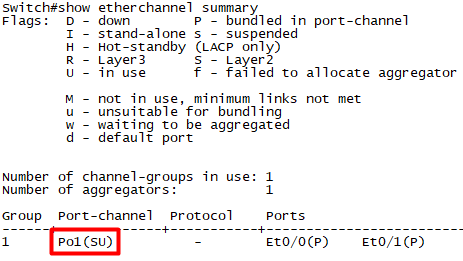 Switch#show etherchannel summary
Flags:  D - down        P - bundled in port-channel
        I - stand-alone s - suspended
        H - Hot-standby (LACP only)
        R - Layer3      S - Layer2
        U - in use      f - failed to allocate aggregator

        M - not in use, minimum links not met
        u - unsuitable for bundling
        w - waiting to be aggregated
        d - default port


Number of channel-groups in use: 1
Number of aggregators:           1

Group  Port-channel  Protocol    Ports
------+-------------+-----------+-----------------------
1      Po1(SU)          -        Et0/0(P)    Et0/1(P)